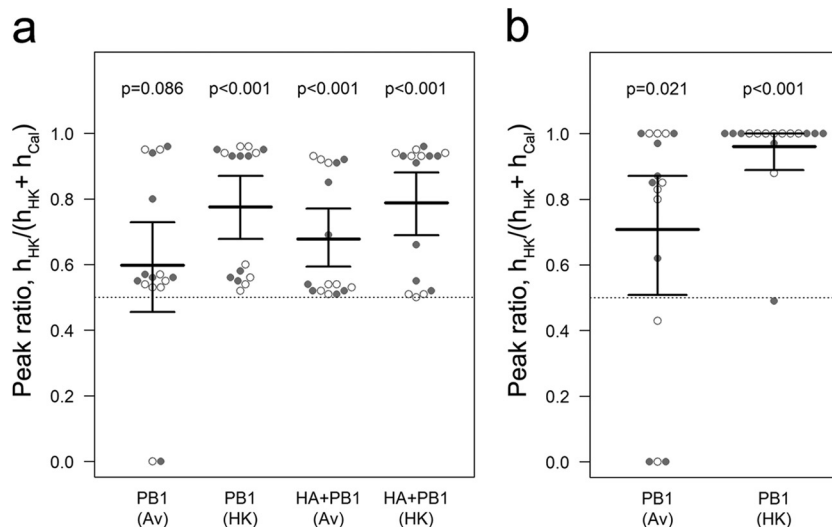 a
p=0.086 p<0.001 p<0.001 p<0.001
Peak ratio, hHK/(hHK + hCal)
1.0
0.8
0.6
0.4
0.2
0.0
PB1 PB1 HA+PB1 HA+PB1
(Av) (HK) (Av) (HK)
b
p=0.021 p<0.001
Peak ratio, hHK/(hHK + hCal)
1.0
0.8
0.6
0.4
0.2
0.0
PB1 PB1
(Av) (HK)